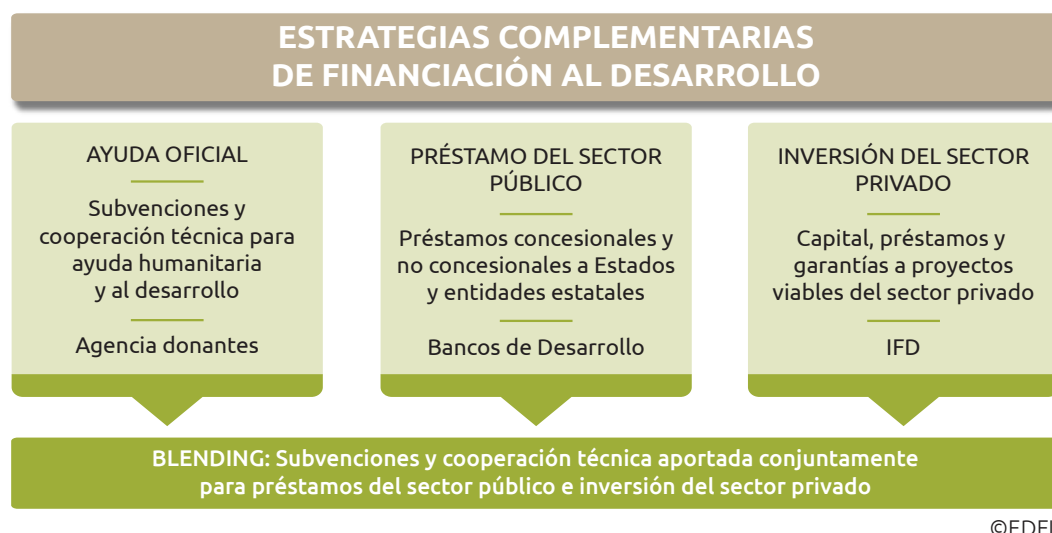 ESTRATEGIAS COMPLEMENTARIAS
DE FINANCIACIÓN AL DESARROLLO
AYUDA OFICIAL
Subvenciones y
cooperación técnica para
ayuda humanitaria
y al desarrollo
Agencia donantes
PRÉSTAMO DEL SECTOR
PÚBLICO
Préstamos concesionales y
no concesionales a Estados
y entidades estatales
Bancos de Desarrollo
INVERSIÓN DEL SECTOR
PRIVADO
Capital, préstamos y
garantías a proyectos
viables del sector privado
IFD
BLENDING: Subvenciones y cooperación técnica aportada conjuntamente
para préstamos del sector público e inversión del sector privado